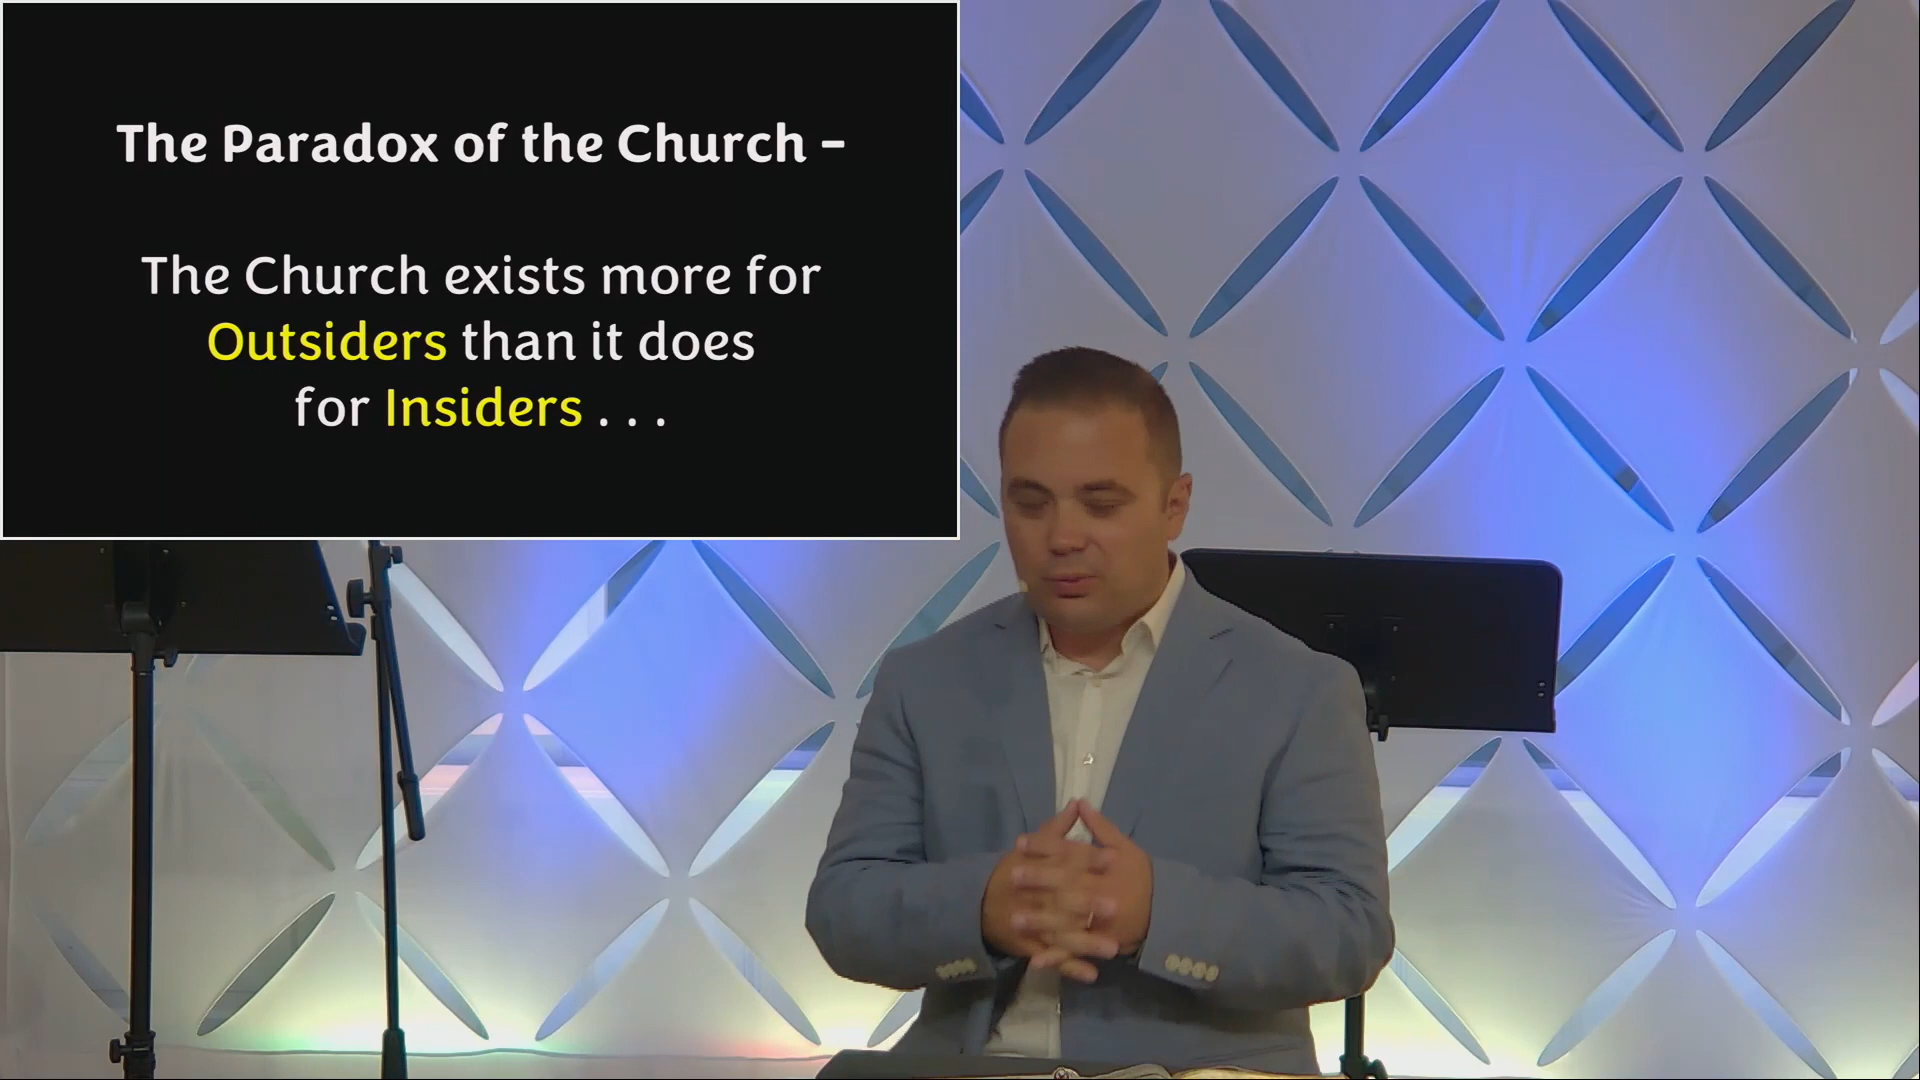 The Paradox of the Church –
The Church exists more for
Outsiders than it does
for Insiders . . .